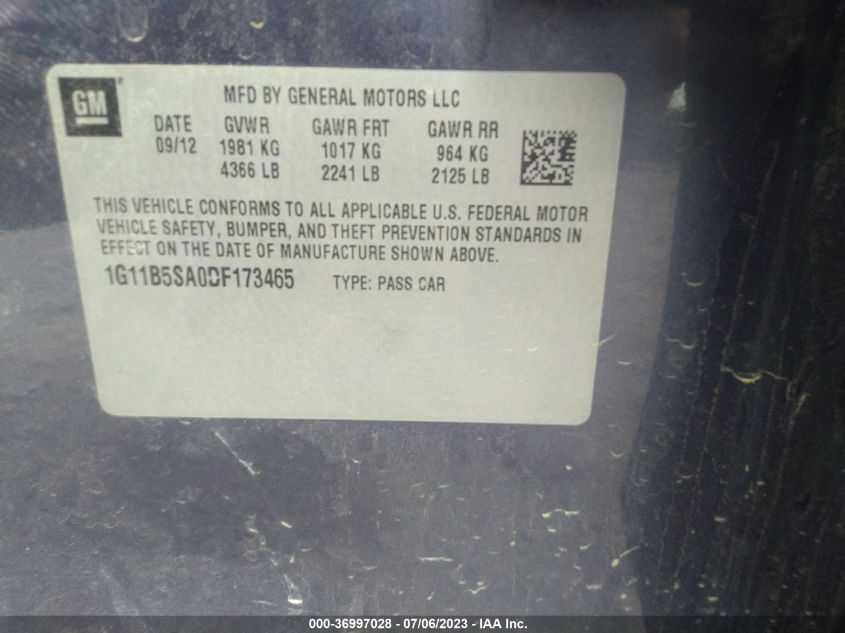 GM
MFD BY GENERAL MOTORS LLC
DATE GVWR GAWR FRT GAWR RR
09/12 1981 KG 1017 KG 964 KG
4366 LB 2241 LB 2125 LB
THIS VEHICLE CONFORMS TO ALL APPLICABLE U.S. FEDERAL MOTOR
VEHICLE SAFETY, BUMPER, AND THEFT PREVENTION STANDARDS IN
EFFECT ON THE DATE OF MANUFACTURE SHOWN ABOVE.
1G11B5SA0DF173465 TYPE: PASS CAR
000-36997028 - 07/06/2023 - IAA Inc.